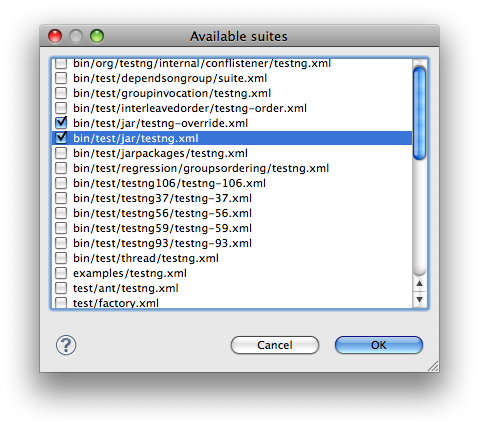 Available suites
bin/org/testng/internal/conflistener/testng.xml
bin/test/dependsongroup/suite.xml
bin/test/groupinvocation/testng.xml
bin/test/interleavedorder/testng-order.xml
bin/test/jar/testng-override.xml
bin/test/jar/testng.xml
bin/test/jarpackages/testng.xml
bin/test/regression/groupsordering/testng.xml
bin/test/testng106/testng-106.xml
bin/test/testng37/testng-37.xml
bin/test/testng56/testng-56.xml
bin/test/testng59/testng-59.xml
bin/test/testng93/testng-93.xml
bin/test/thread/testng.xml
examples/testng.xml
test/ant/testng.xml
test/factory.xml
?
Cancel
OK